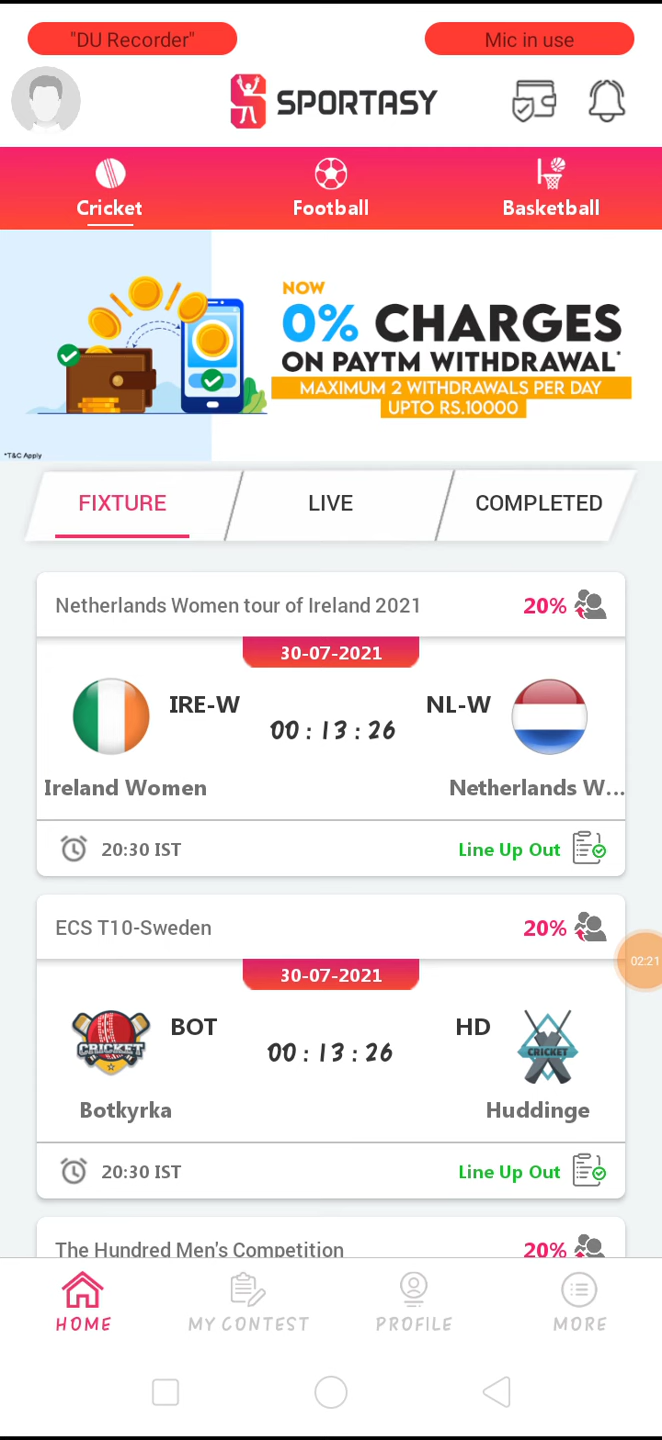 "DU Recorder" Mic in use
SPORTASY
Cricket Football Basketball
NOW
0% CHARGES
ON PAYTM WITHDRAWAL*
MAXIMUM 2 WITHDRAWALS PER DAY
UPTO RS.10000
*T&C Apply
FIXTURE LIVE COMPLETED
Netherlands Women tour of Ireland 2021 20%
30-07-2021
IRE-W NL-W
00 : 13 : 26
Ireland Women Netherlands W...
20:30 IST Line Up Out
ECS T10-Sweden 20%
02:21
30-07-2021
BOT HD
00 : 13 : 26
CRICKET CRICKET
Botkyrka Huddinge
20:30 IST Line Up Out
The Hundred Men's Competition 20%
HOME MY CONTEST PROFILE MORE